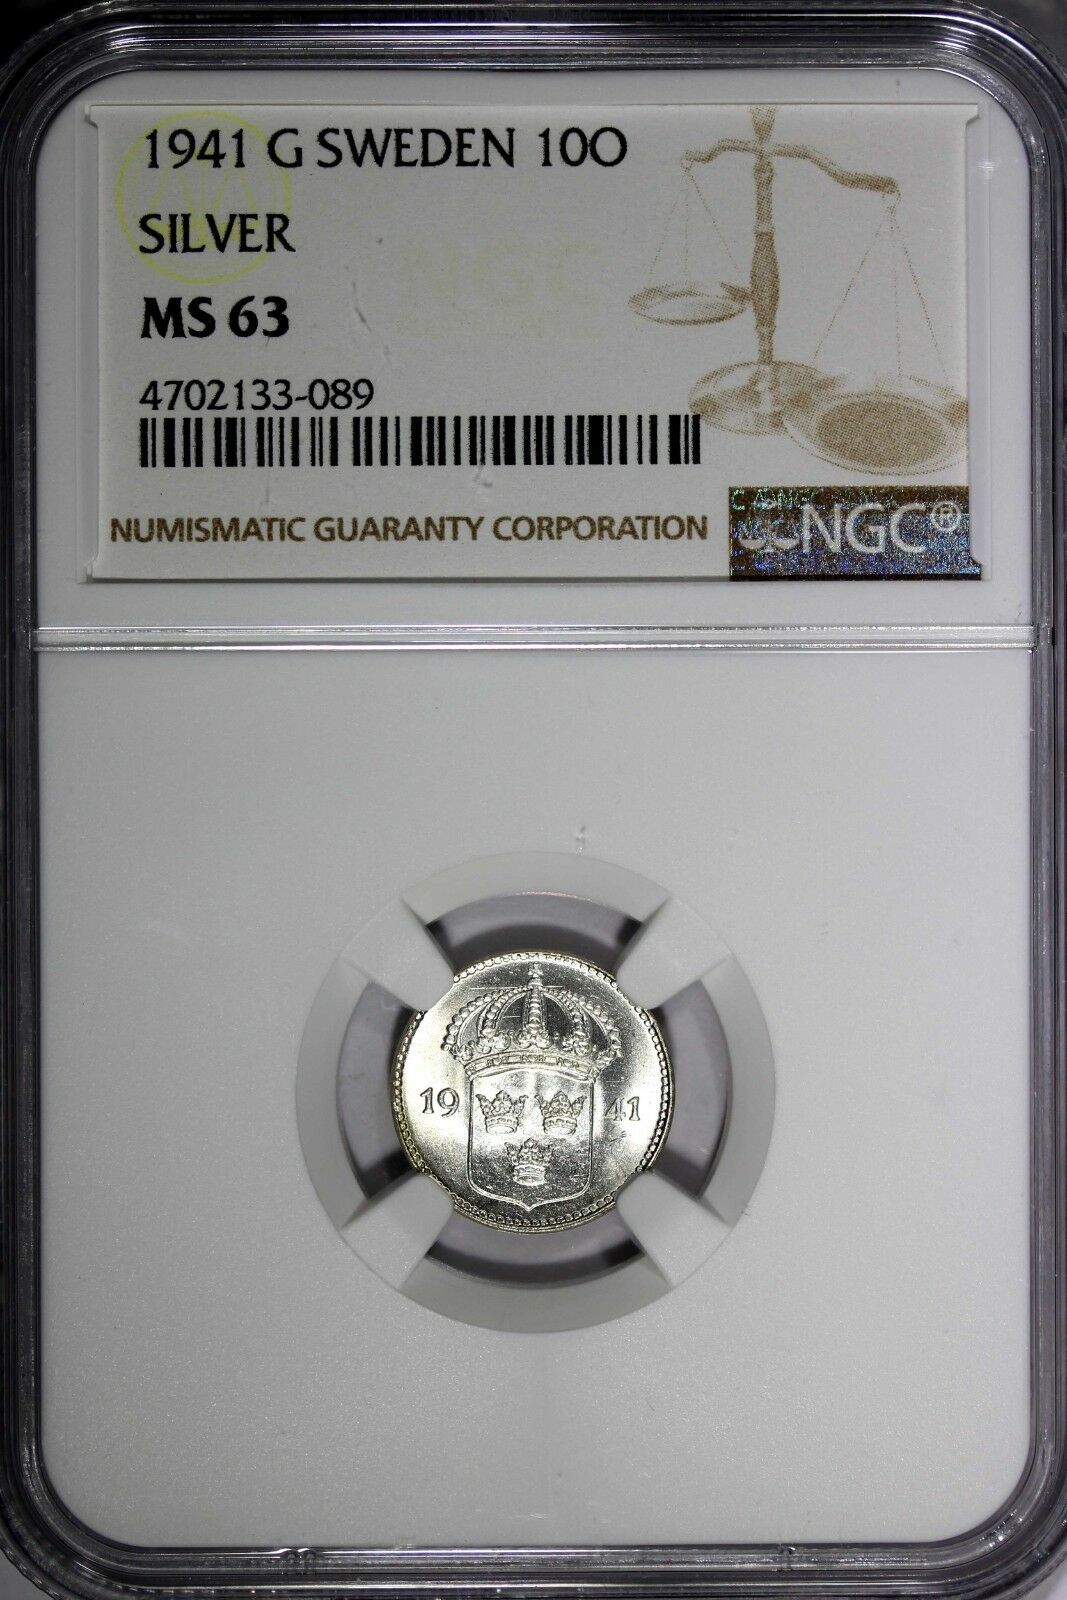 1941 G SWEDEN 10O
SILVER
MS 63
4702133-089
NUMISMATIC GUARANTY CORPORATION
NGC®
19 41